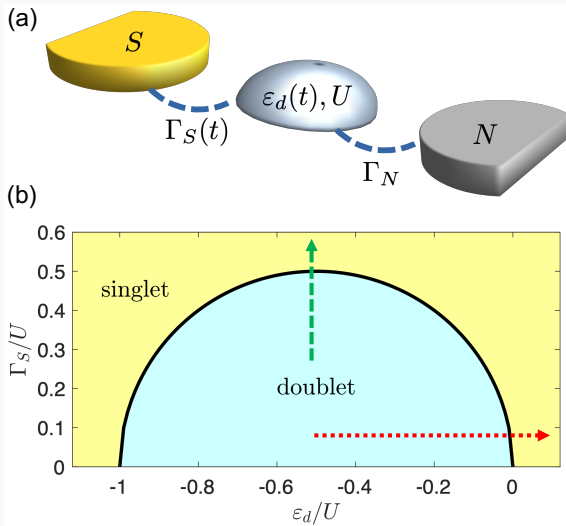 (a)
S
ε_d(t), U
Γ_S(t)
N
Γ_N
(b)
0.6
0.5
singlet
0.4
Γ_S/U
0.3
0.2
doublet
0.1
0
-1 -0.8 -0.6 -0.4 -0.2 0
ε_d/U